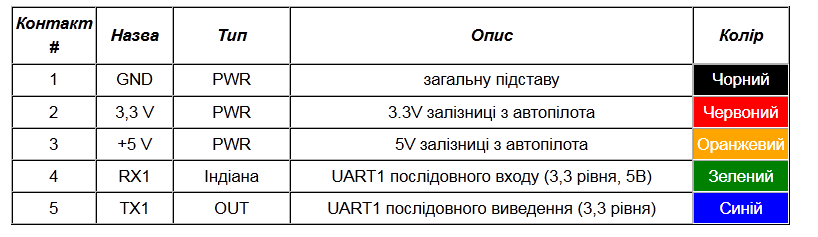 Контакт # Назва Тип Опис Колір
1 GND PWR загальну підставу Чорний
2 3,3 V PWR 3.3V залізниці з автопілота Червоний
3 +5 V PWR 5V залізниці з автопілота Оранжевий
4 RX1 Індіана UART1 послідовного входу (3,3 рівня, 5В) Зелений
5 TX1 OUT UART1 послідовного виведення (3,3 рівня) Синій